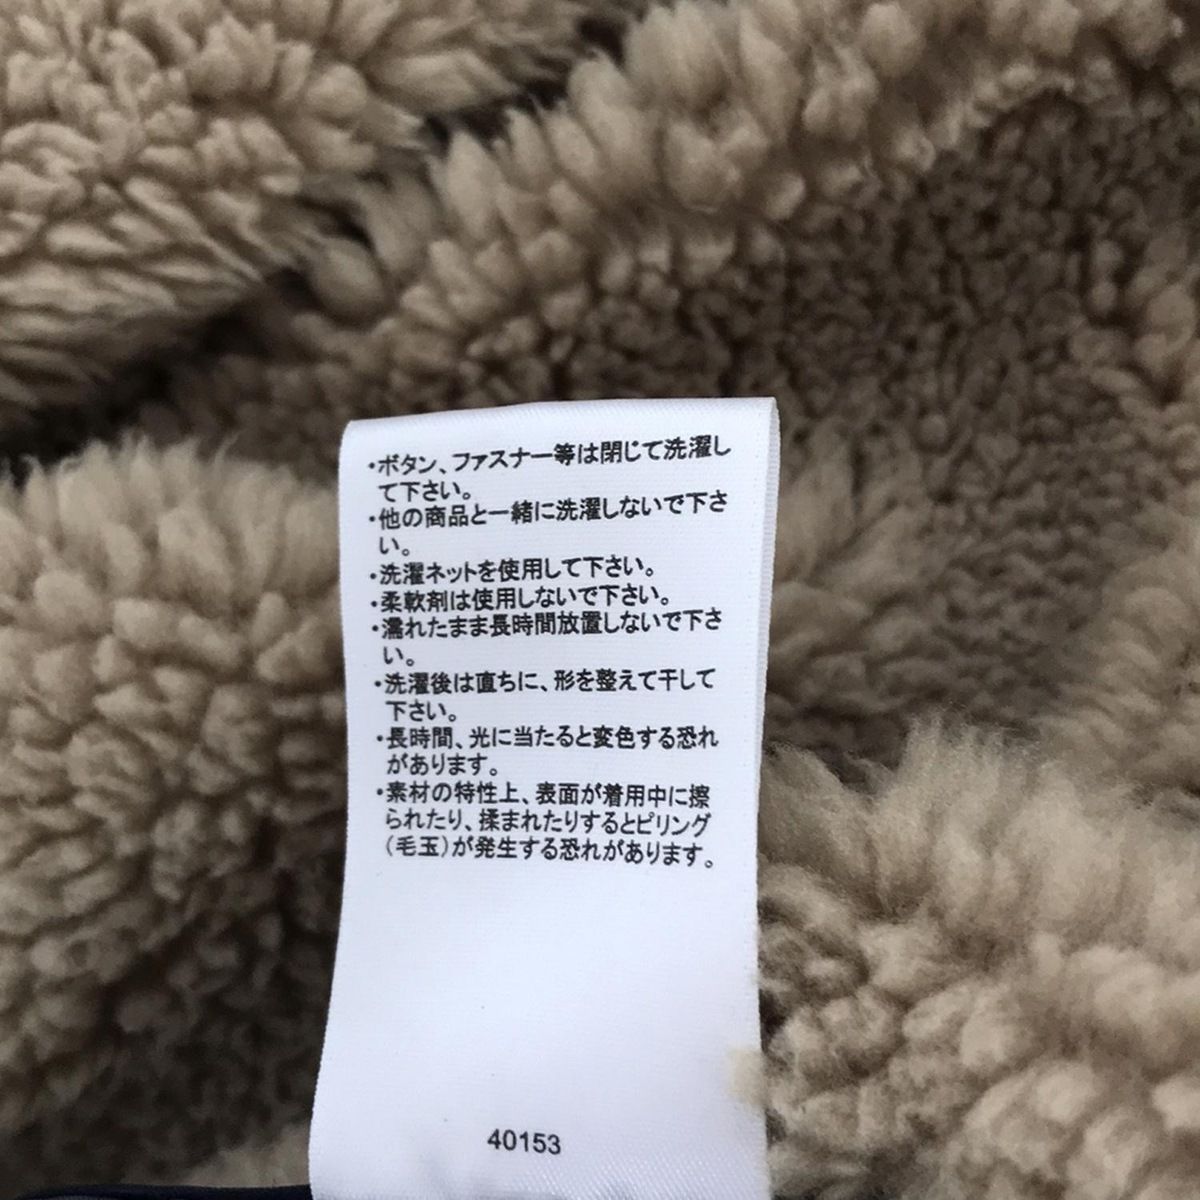 ・ボタン、ファスナー等は閉じて洗濯し
て下さい。
・他の商品と一緒に洗濯しないで下さ
い。
・洗濯ネットを使用して下さい。
・柔軟剤は使用しないで下さい。
・濡れたまま長時間放置しないで下さ
い。
・洗濯後は直ちに、形を整えて干して
下さい。
・長時間、光に当たると変色する恐れ
があります。
・素材の特性上、表面が着用中に擦
られたり、揉まれたりするとピリング
（毛玉）が発生する恐れがあります。
40153